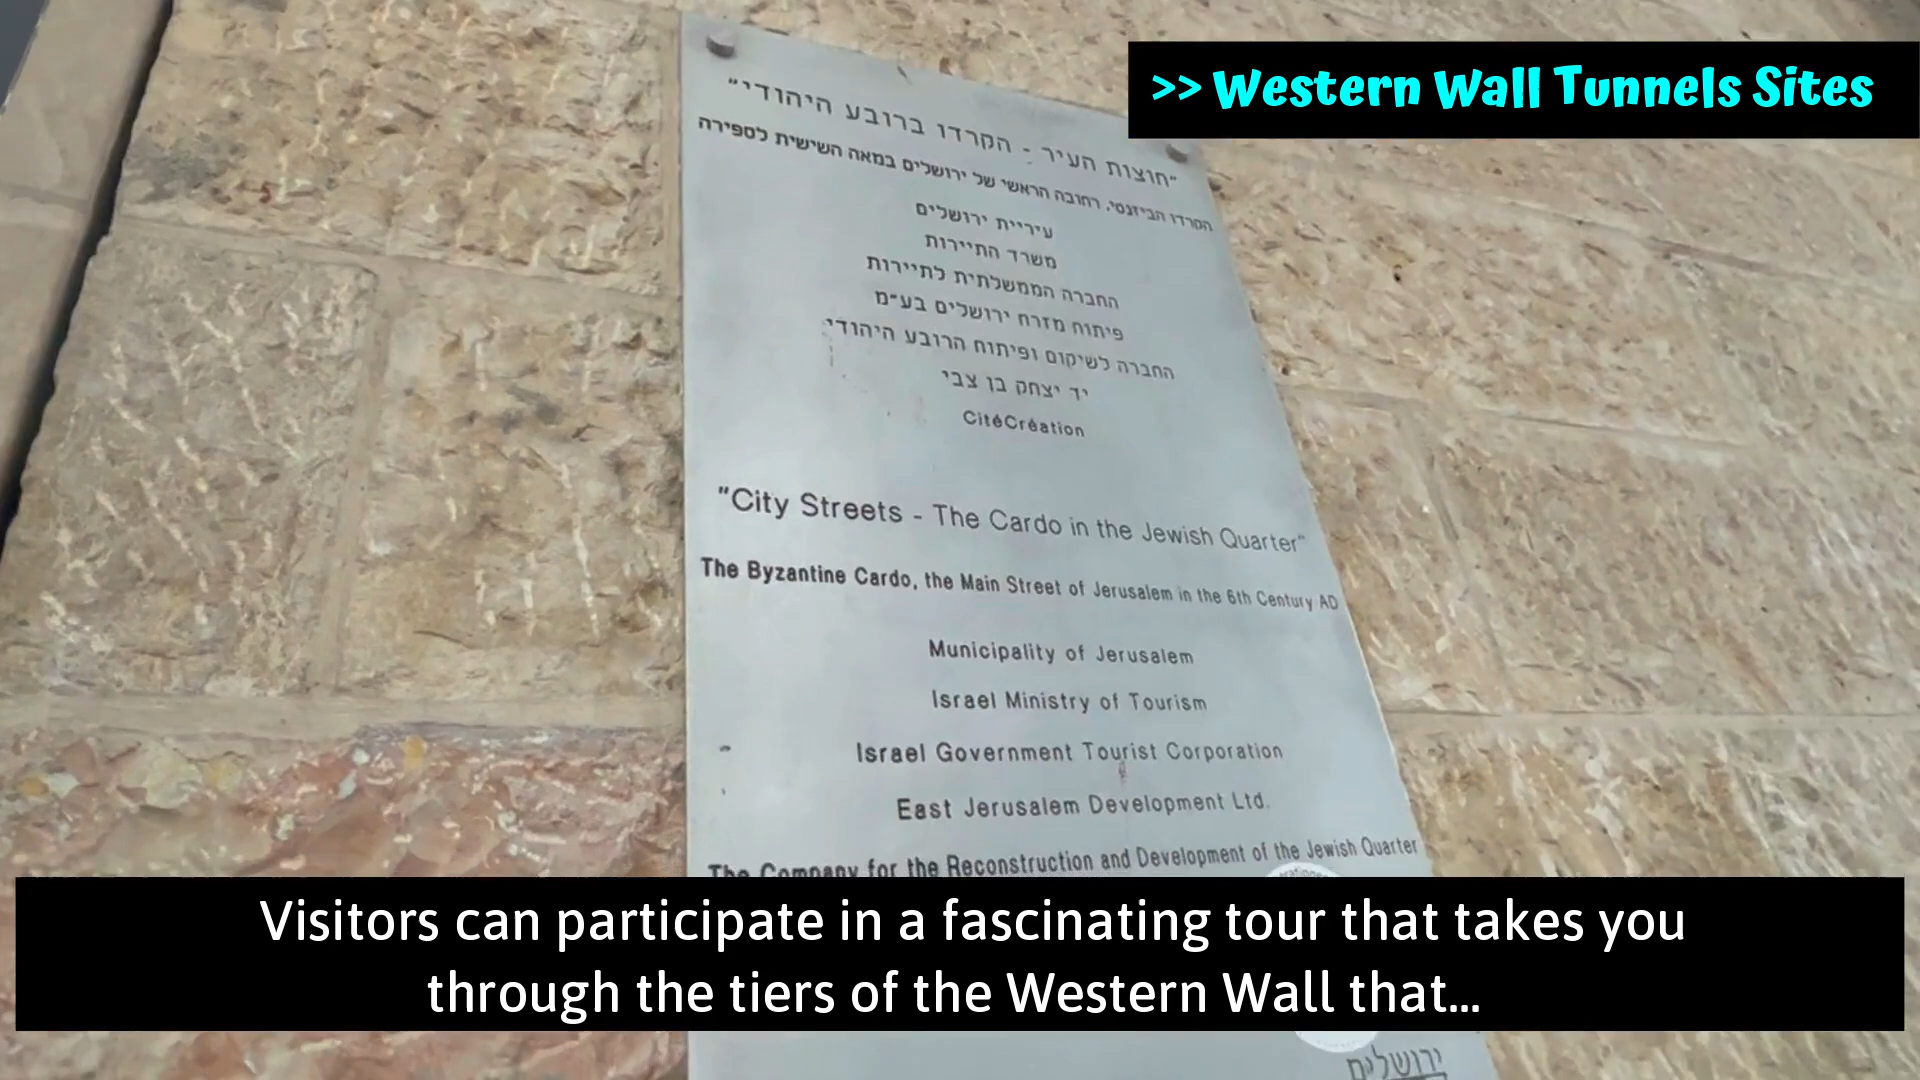 >> Western Wall Tunnels Sites
"חוצות העיר - הקרדו ברובע היהודי"
הקרדו הביזנטי, רחובה הראשי של ירושלים במאה השישית לספירה
עיריית ירושלים
משרד התיירות
החברה הממשלתית לתיירות
פיתוח מזרח ירושלים בע"מ
החברה לשיקום ופיתוח הרובע היהודי
יד יצחק בן צבי
CitéCréation
"City Streets - The Cardo in the Jewish Quarter"
The Byzantine Cardo, the Main Street of Jerusalem in the 6th Century AD
Municipality of Jerusalem
Israel Ministry of Tourism
Israel Government Tourist Corporation
East Jerusalem Development Ltd.
The Company for the Reconstruction and Development of the Jewish Quarter
Visitors can participate in a fascinating tour that takes you
through the tiers of the Western Wall that...
ירושלים